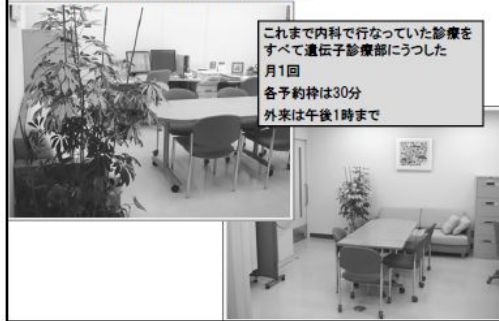 これまで内科で行なっていた診療を
すべて遺伝子診療部にうつした
月1回
各予約枠は30分
外来は午後1時まで